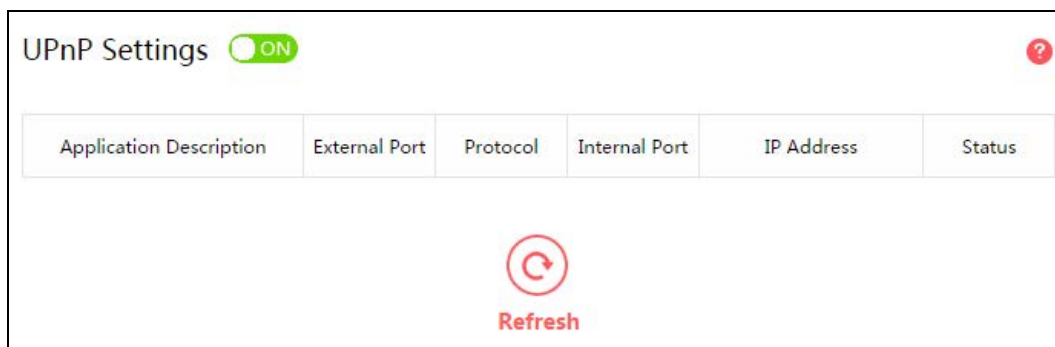 UPnP Settings ON
?
Application Description External Port Protocol Internal Port IP Address Status
Refresh